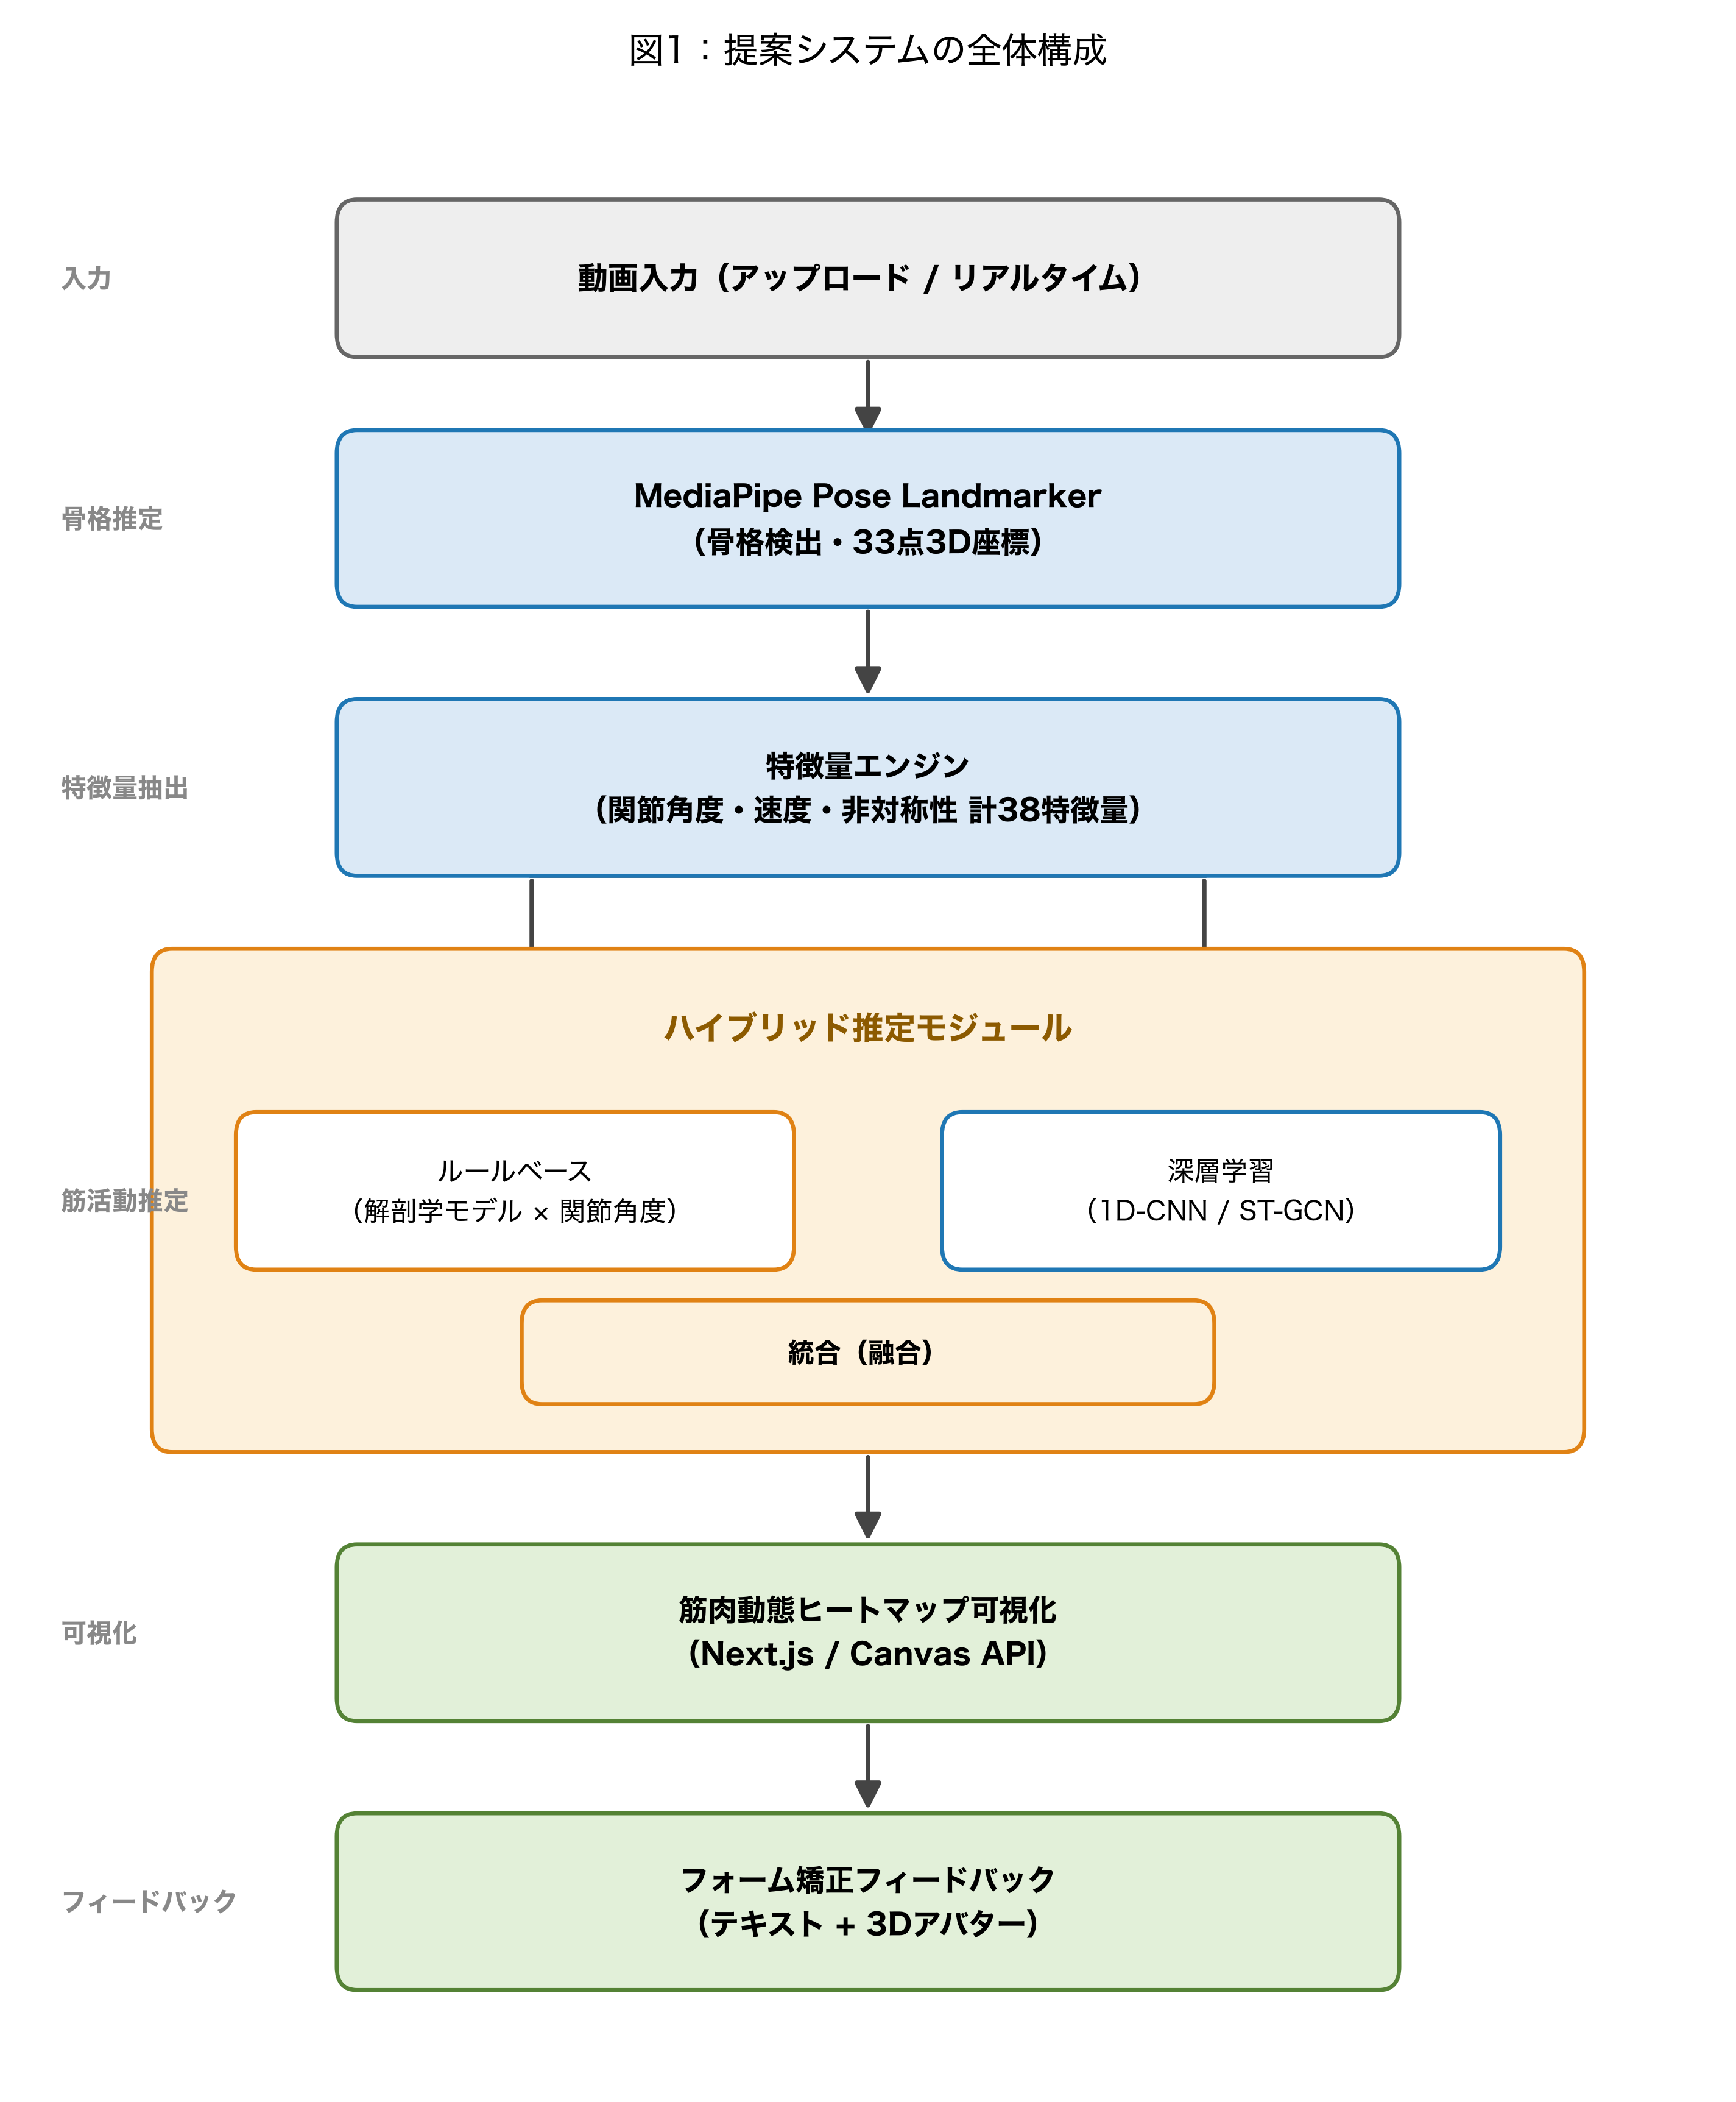 図1：提案システムの全体構成
入力
動画入力（アップロード / リアルタイム）
骨格推定
MediaPipe Pose Landmarker
（骨格検出・33点3D座標）
特徴量抽出
特徴量エンジン
（関節角度・速度・非対称性 計38特徴量）
ハイブリッド推定モジュール
筋活動推定
ルールベース
（解剖学モデル × 関節角度）
深層学習
（1D-CNN / ST-GCN）
統合（融合）
可視化
筋肉動態ヒートマップ可視化
（Next.js / Canvas API）
フィードバック
フォーム矯正フィードバック
（テキスト + 3Dアバター）